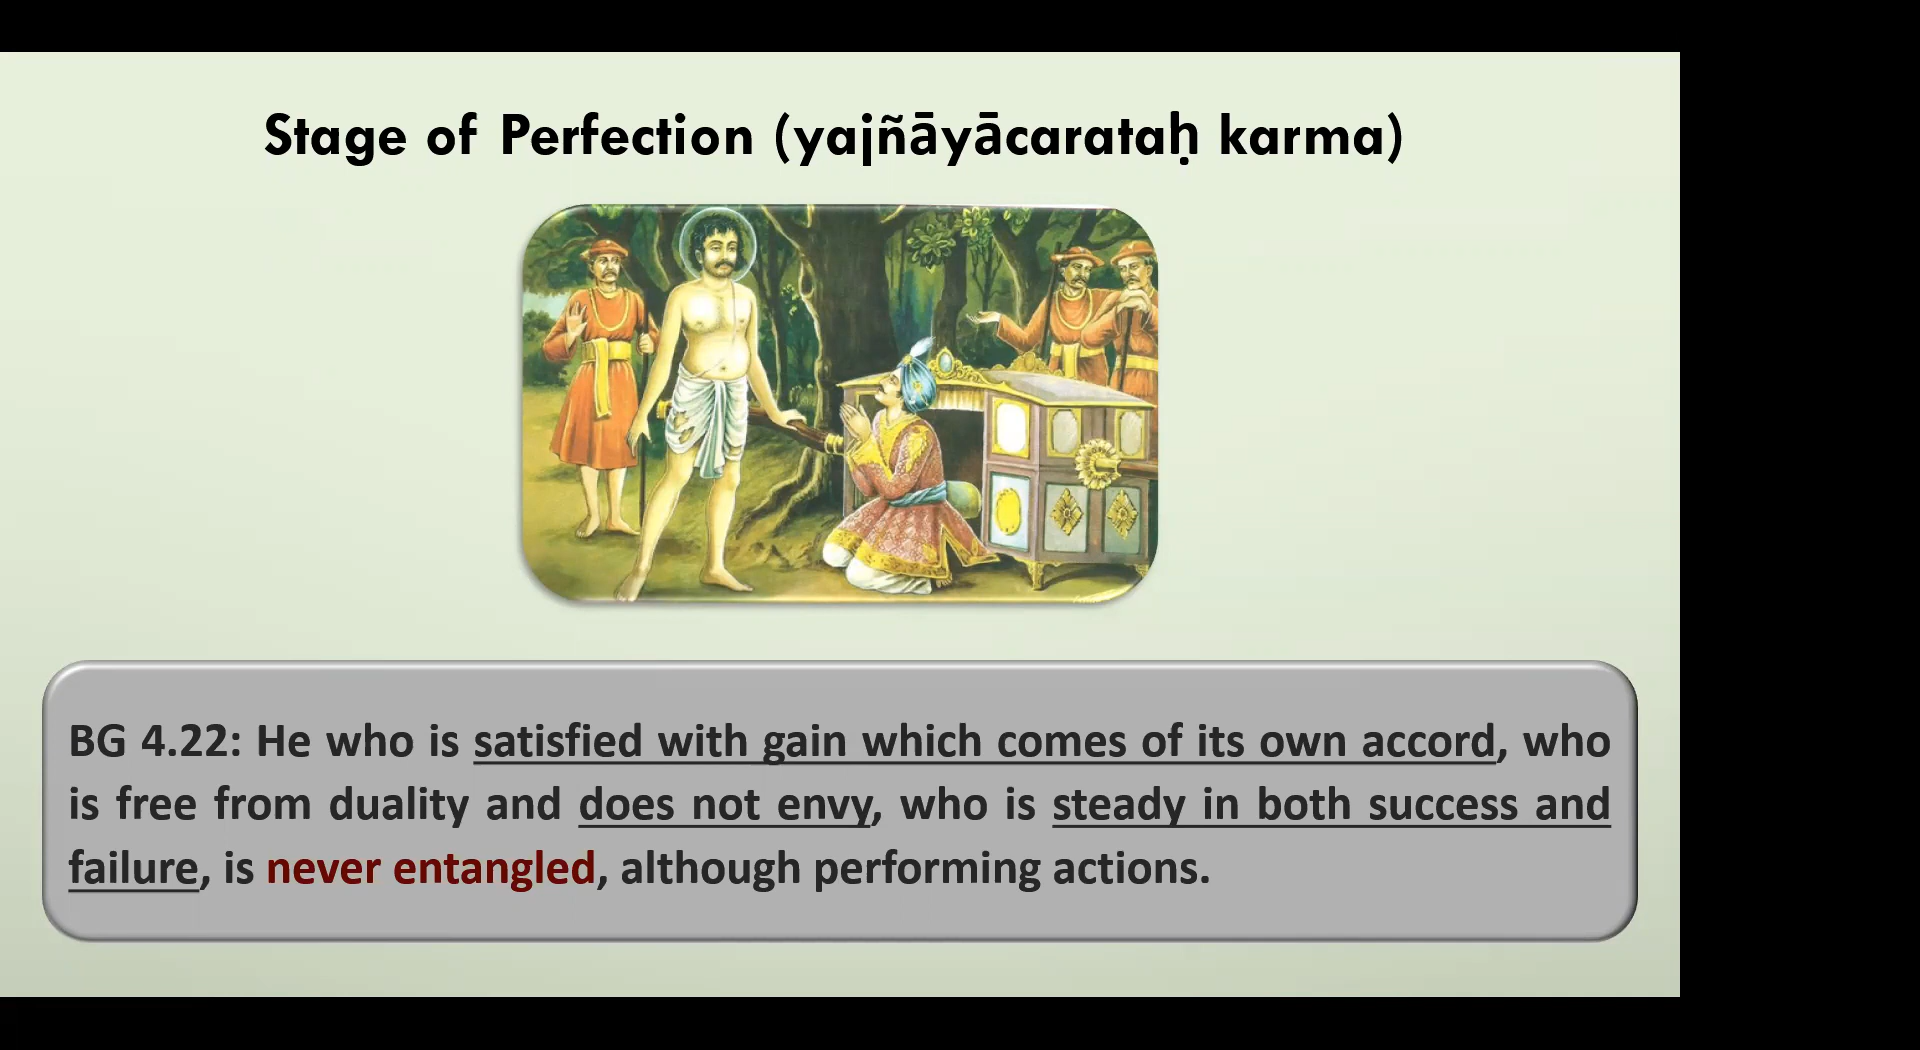 Stage of Perfection (yajñāyācarataḥ karma)
BG 4.22: He who is satisfied with gain which comes of its own accord, who
is free from duality and does not envy, who is steady in both success and
failure, is never entangled, although performing actions.